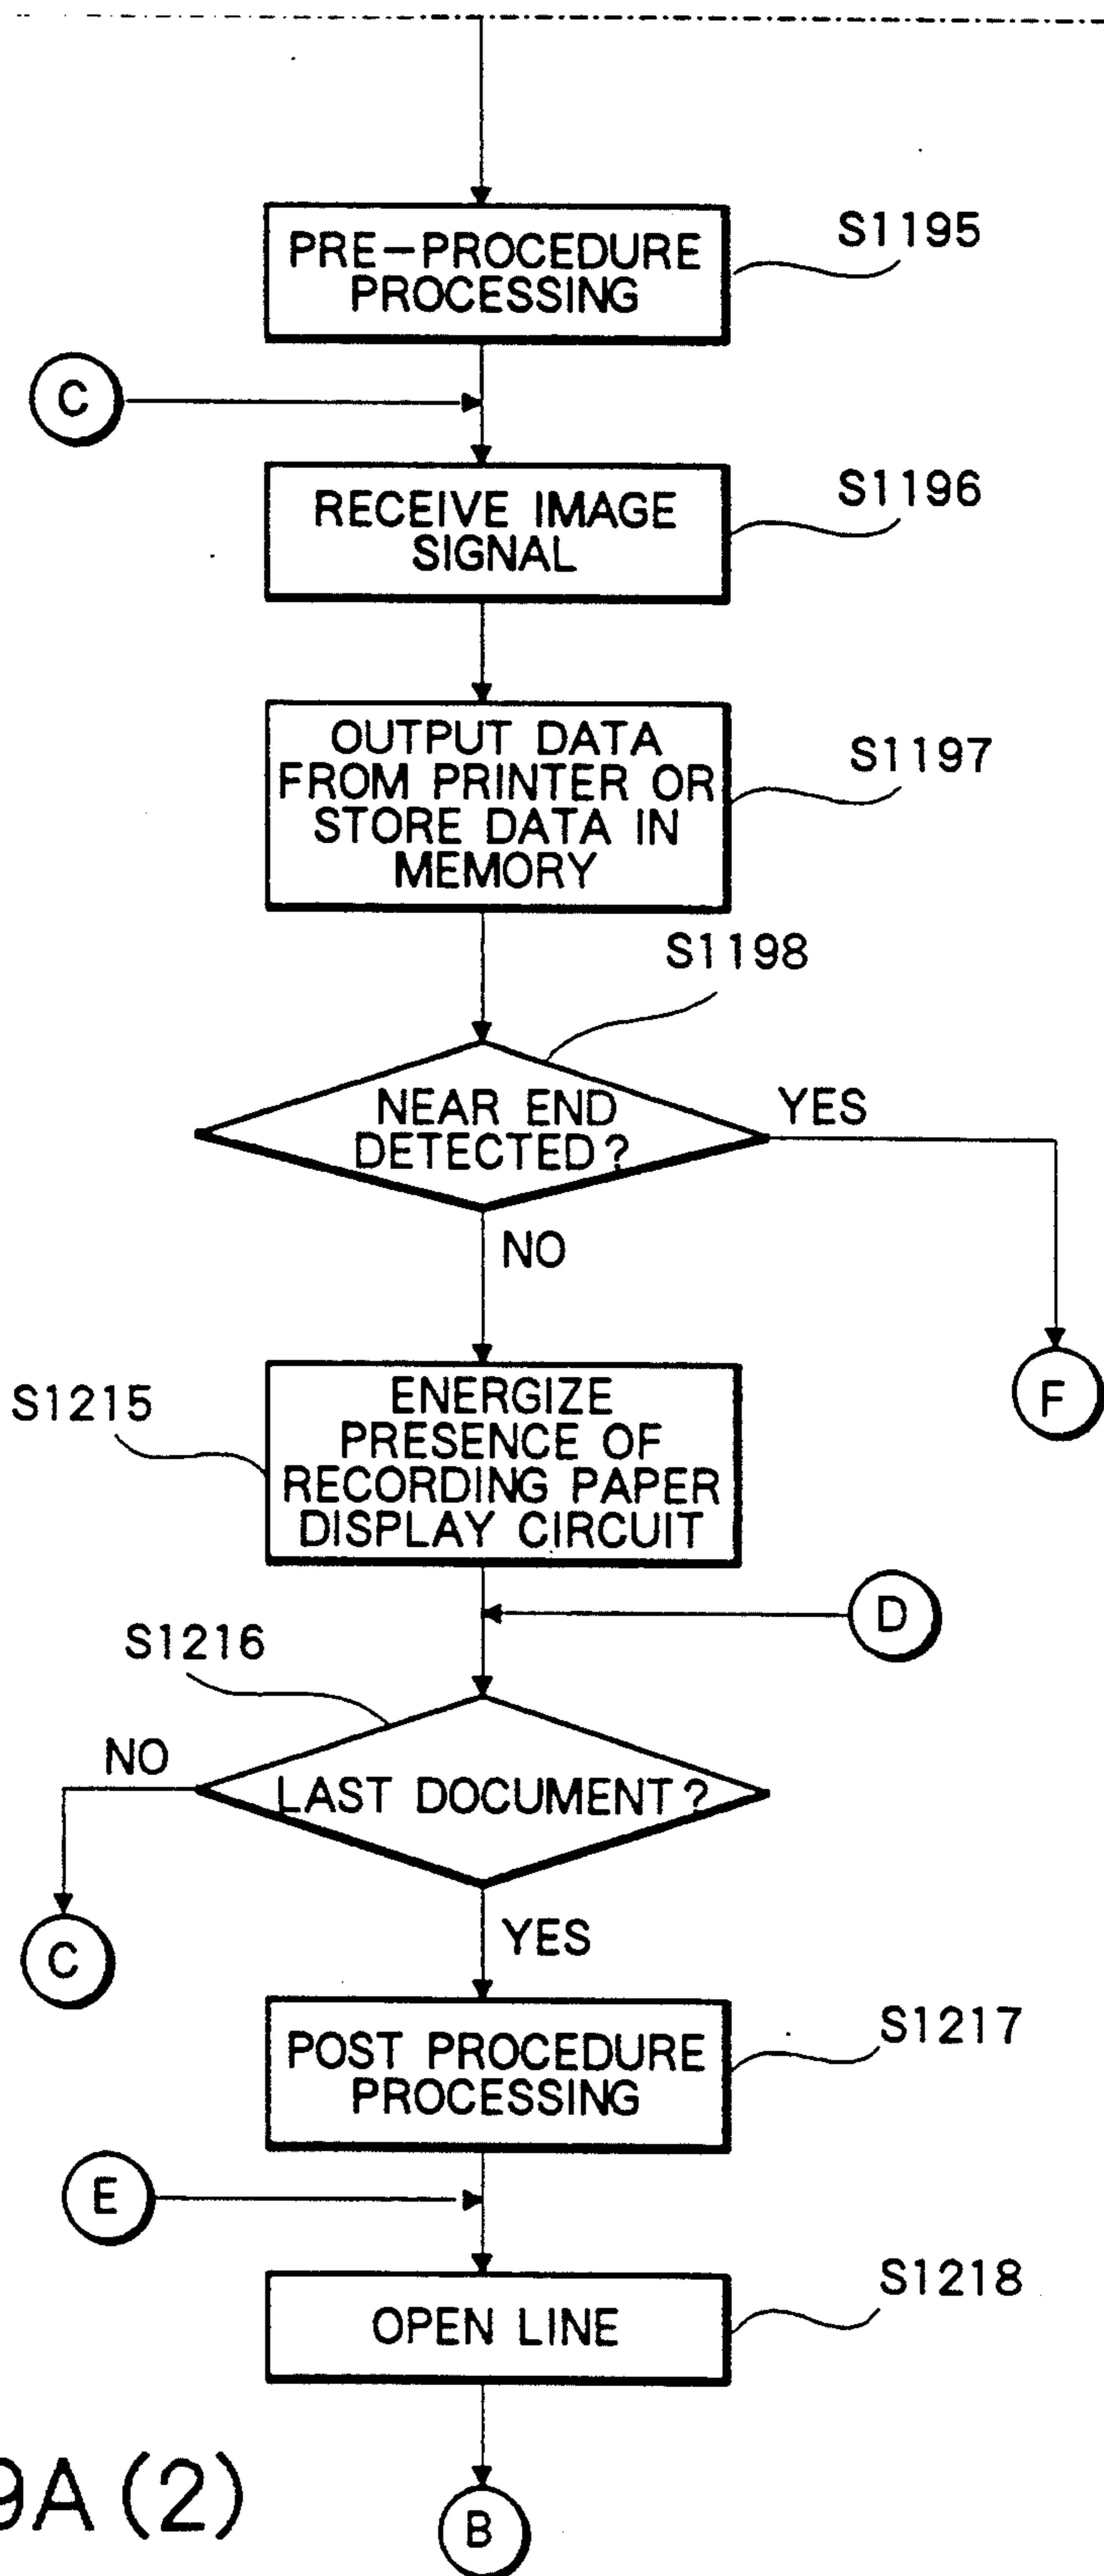 PRE-PROCEDURE
PROCESSING
S1195
C
RECEIVE IMAGE
SIGNAL
S1196
OUTPUT DATA
FROM PRINTER OR
STORE DATA IN
MEMORY
S1197
S1198
NEAR END
DETECTED?
YES
NO
F
S1215
ENERGIZE
PRESENCE OF
RECORDING PAPER
DISPLAY CIRCUIT
D
S1216
NO
LAST DOCUMENT?
C
YES
POST PROCEDURE
PROCESSING
S1217
E
OPEN LINE
S1218
9A (2)
B